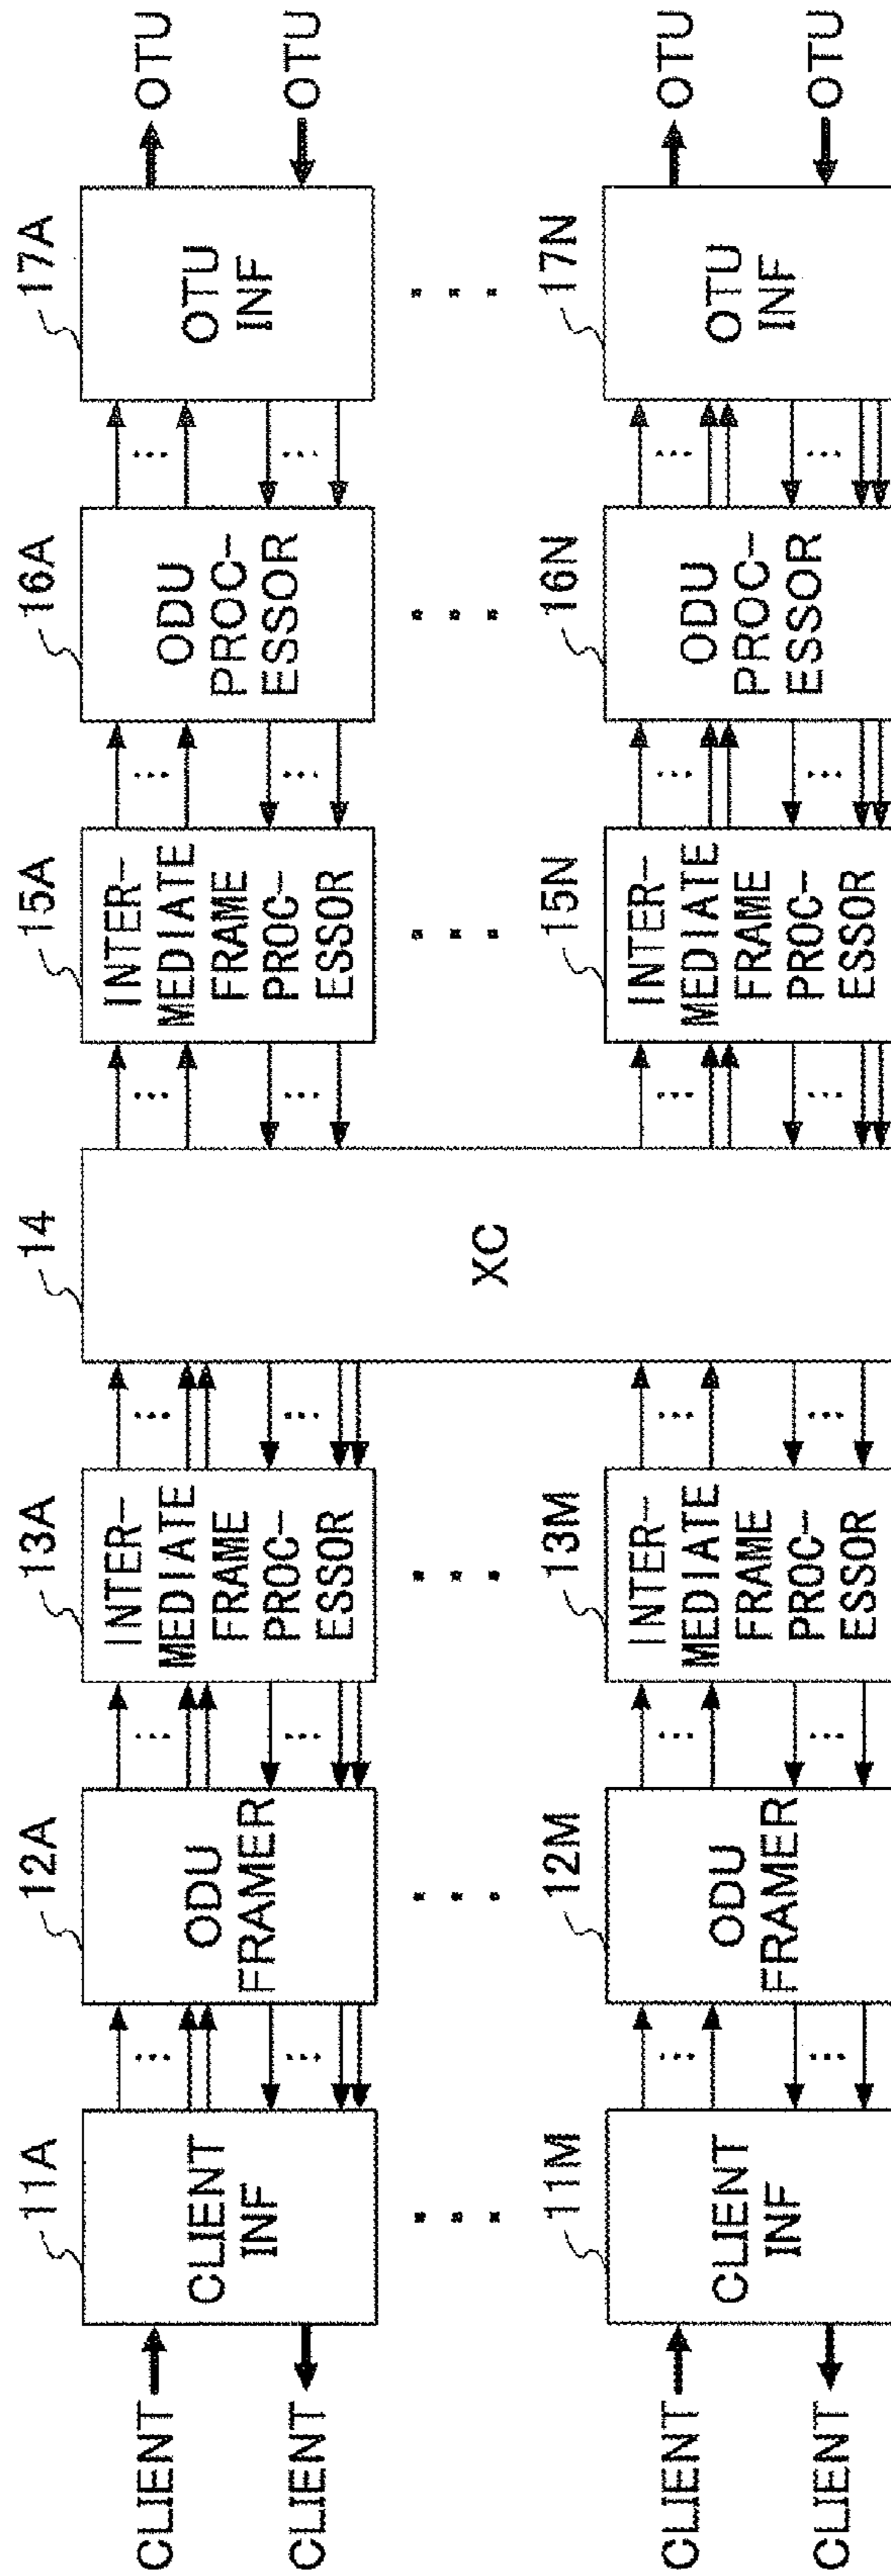 11A
12A
13A
14
15A
16A
17A
CLIENT
CLIENT
CLIENT
INF
ODU
FRAMER
INTER-
MEDIATE
FRAME
PROC-
ESSOR
XC
INTER-
MEDIATE
FRAME
PROC-
ESSOR
ODU
PROC-
ESSOR
OTU
INF
OTU
OTU
11M
12M
13M
15N
16N
17N
CLIENT
CLIENT
CLIENT
INF
ODU
FRAMER
INTER-
MEDIATE
FRAME
PROC-
ESSOR
INTER-
MEDIATE
FRAME
PROC-
ESSOR
ODU
PROC-
ESSOR
OTU
INF
OTU
OTU